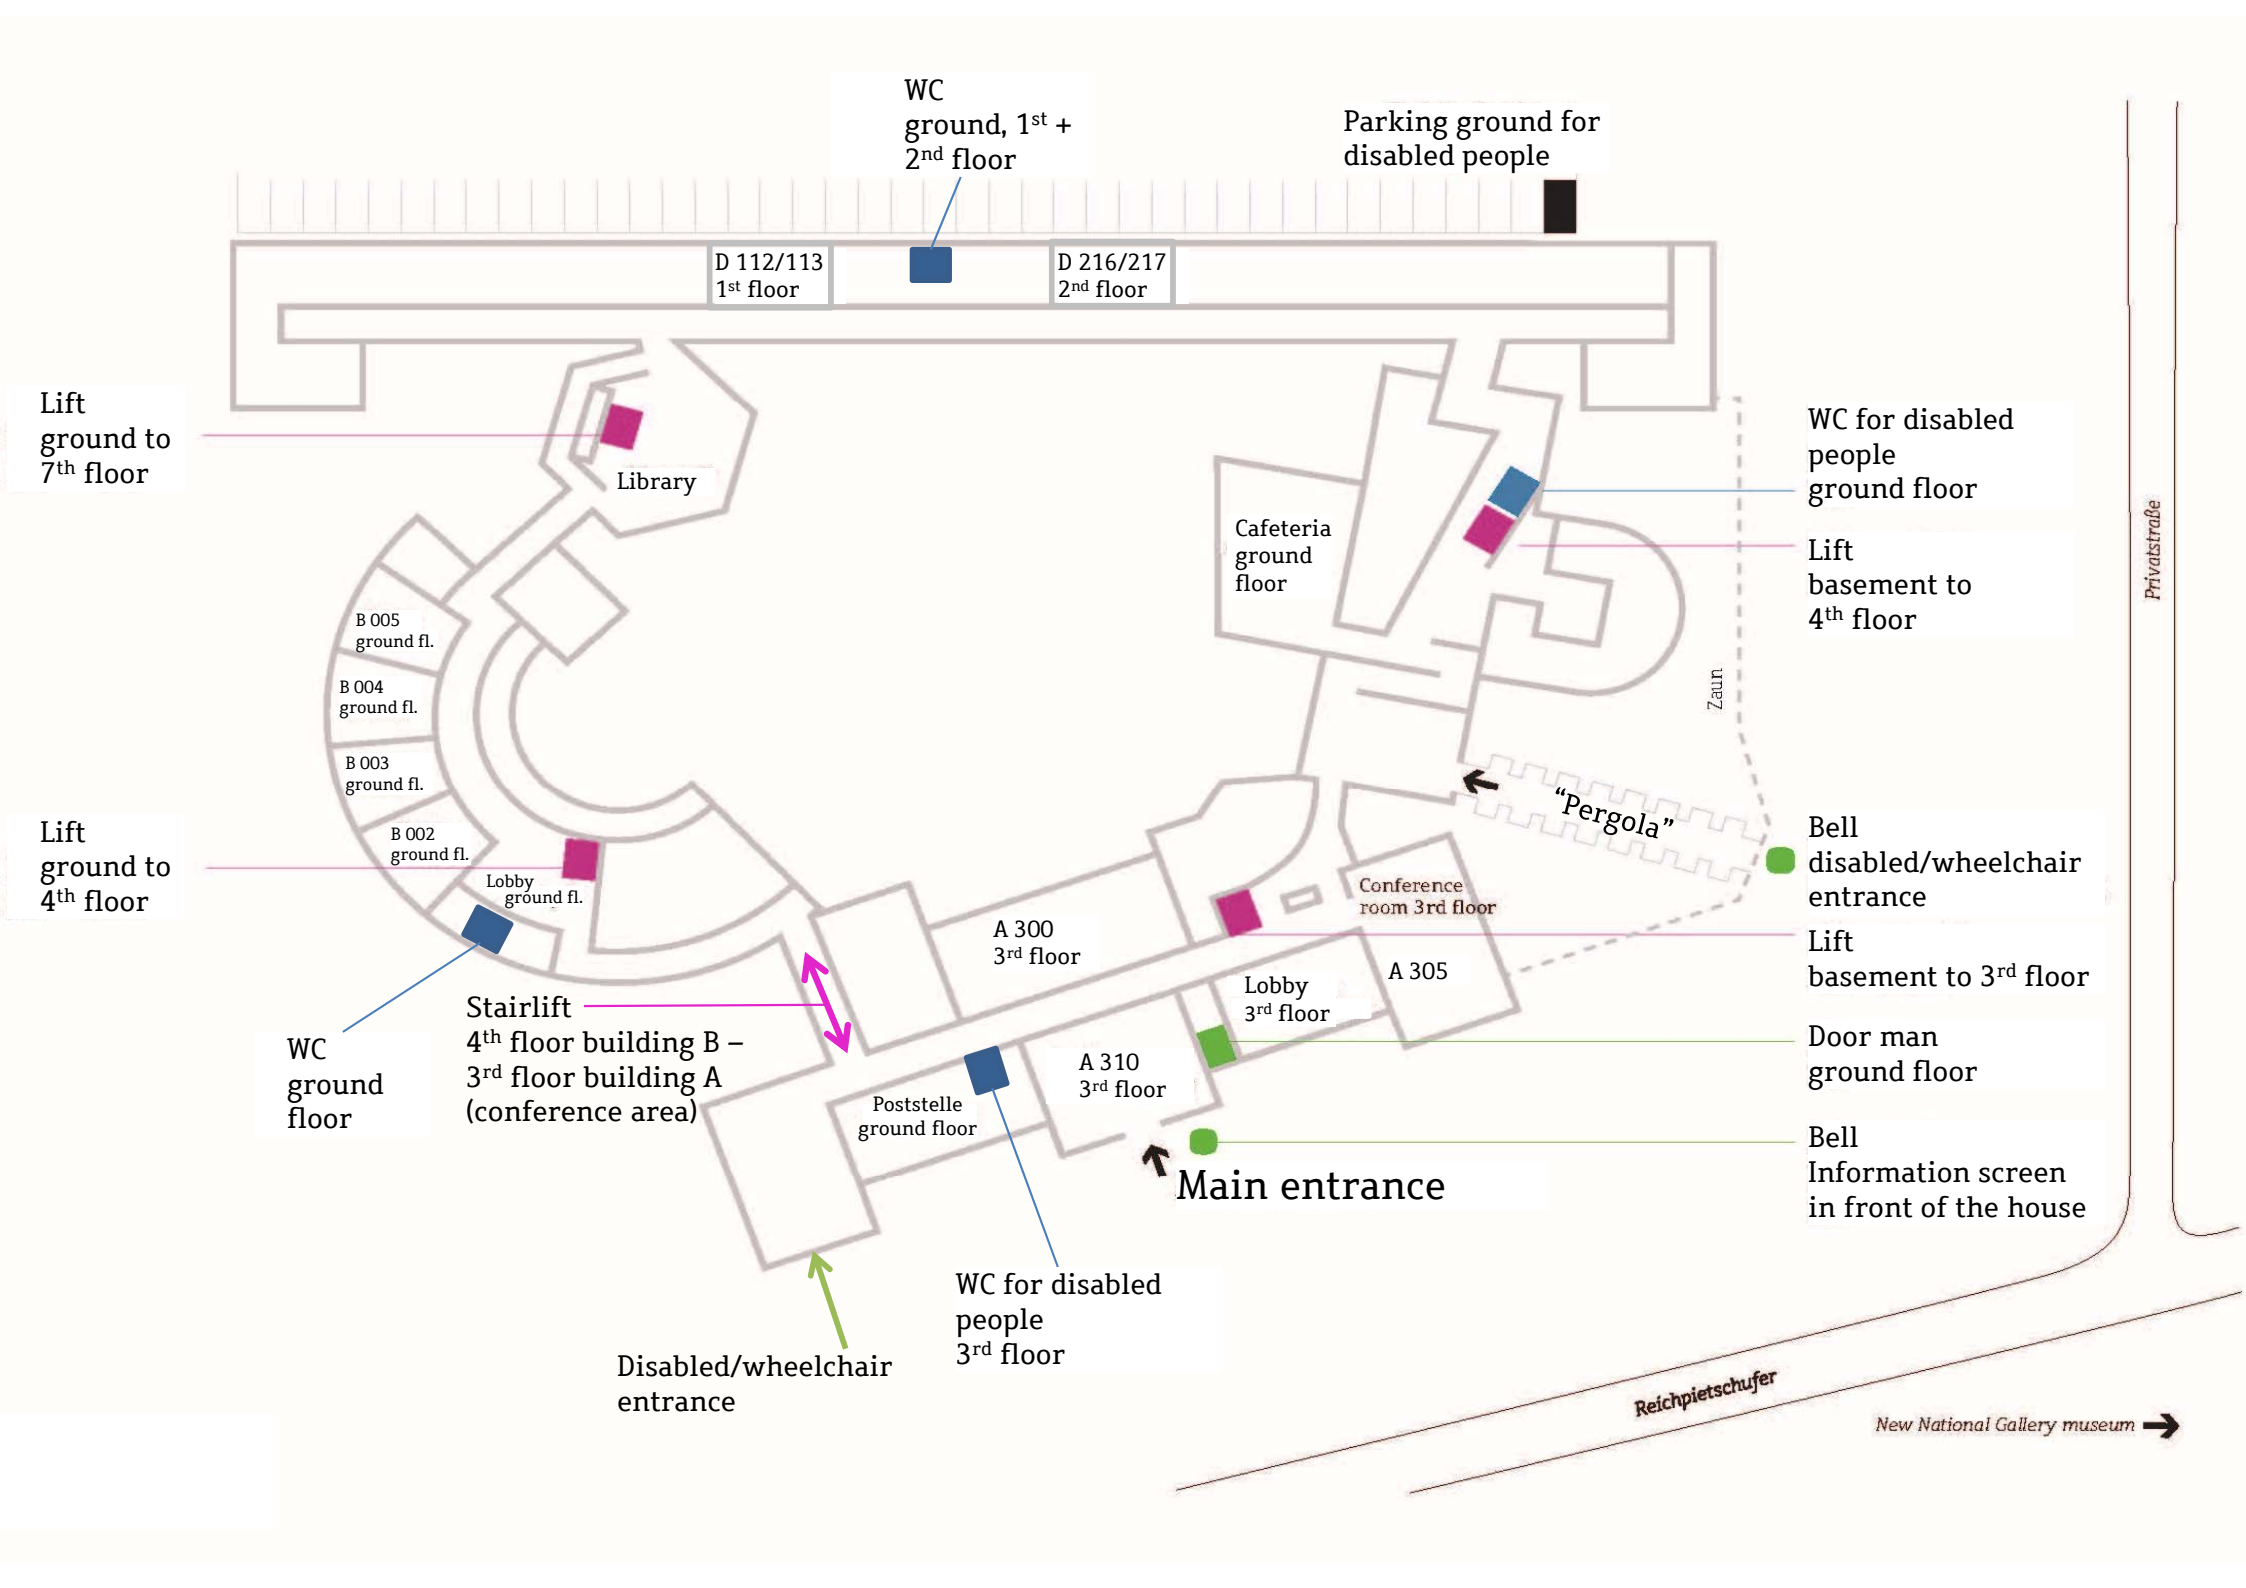 WC
ground, 1st +
2nd floor
Parking ground for
disabled people
D 112/113
1st floor
D 216/217
2nd floor
Lift
ground to
7th floor
Library
WC for disabled
people
ground floor
Cafeteria
ground
floor
Lift
basement to
4th floor
Privatstraße
B 005
ground fl.
B 004
ground fl.
Zaun
B 003
ground fl.
"Pergola"
Lift
ground to
4th floor
B 002
ground fl.
Lobby
ground fl.
Bell
disabled/wheelchair
entrance
Conference
room 3rd floor
A 300
3rd floor
Lift
basement to 3rd floor
A 305
Lobby
3rd floor
Stairlift
4th floor building B –
3rd floor building A
(conference area)
WC
ground
floor
Door man
ground floor
A 310
3rd floor
Poststelle
ground floor
Bell
Information screen
in front of the house
Main entrance
WC for disabled
people
3rd floor
Disabled/wheelchair
entrance
Reichpietschufer
New National Gallery museum